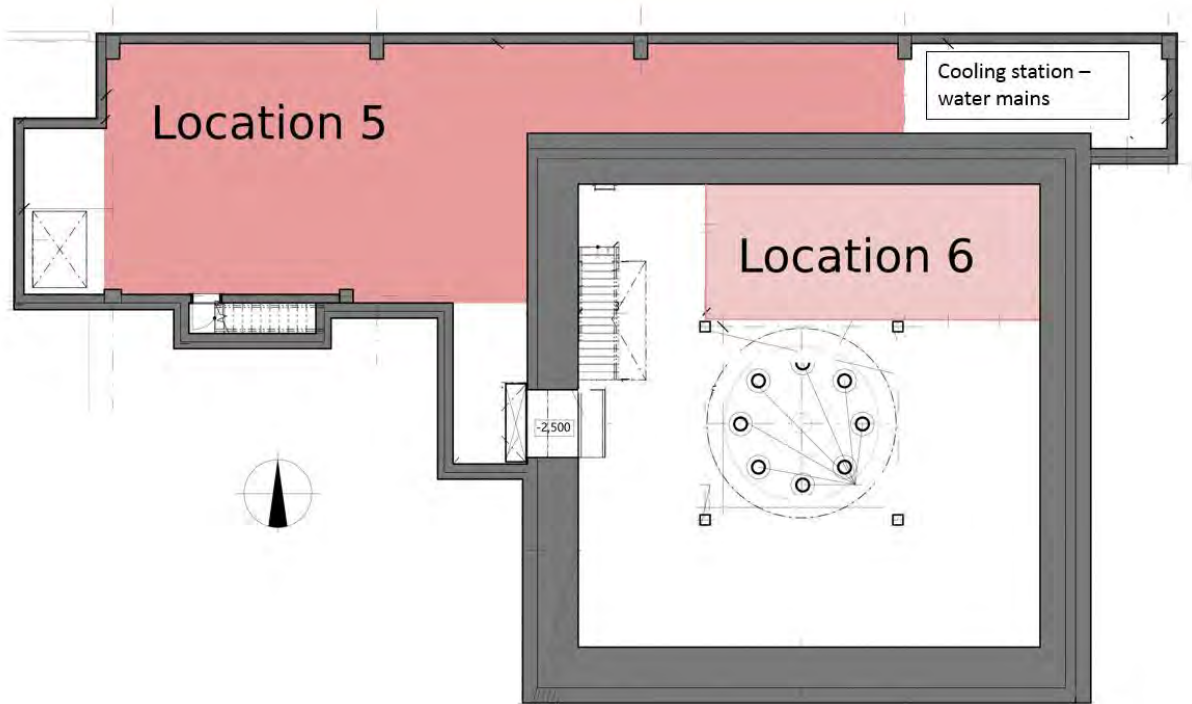 Location 5
Cooling station –
water mains
Location 6
-2,500